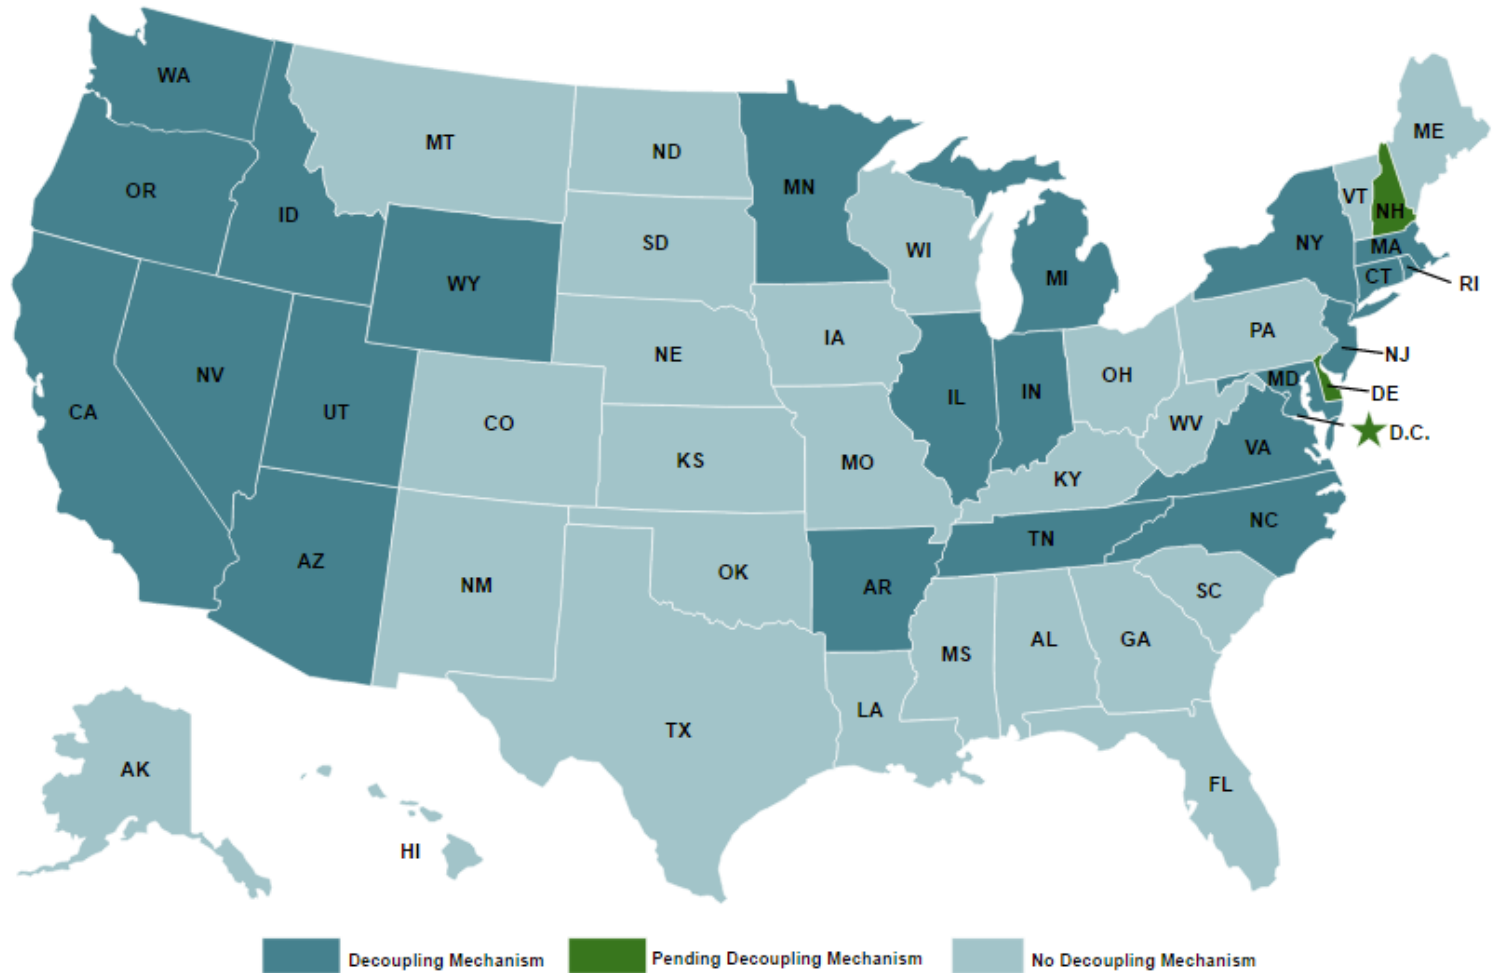 WA
MT
ND
ME
OR
ID
MN
VT
NH
SD
WI
NY
MA
WY
MI
CT
RI
IA
PA
NE
NJ
NV
OH
MD
DE
UT
IL
IN
CA
CO
WV
D.C.
KS
MO
VA
KY
NC
TN
AZ
NM
OK
AR
SC
MS
AL
GA
LA
TX
AK
FL
HI
Decoupling Mechanism
Pending Decoupling Mechanism
No Decoupling Mechanism